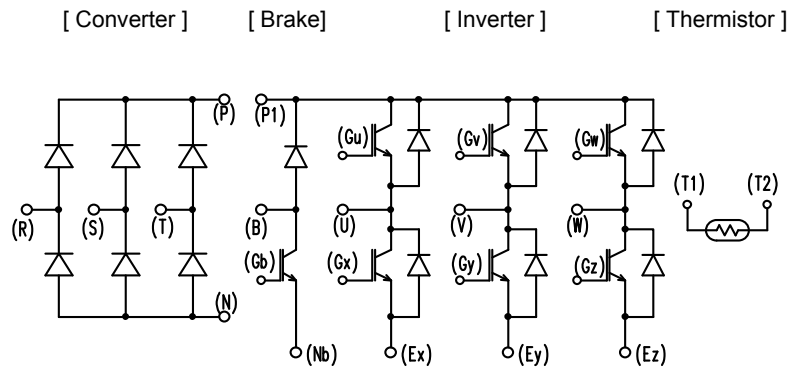 [ Converter ] [ Brake] [ Inverter ] [ Thermistor ]
(P) (P1)
(Gu) (Gv) (Gw)
(T1) (T2)
(R) (S) (T) (B) (U) (V) (W)
(Gb) (Gx) (Gy) (Gz)
(N)
(Nb) (Ex) (Ey) (Ez)